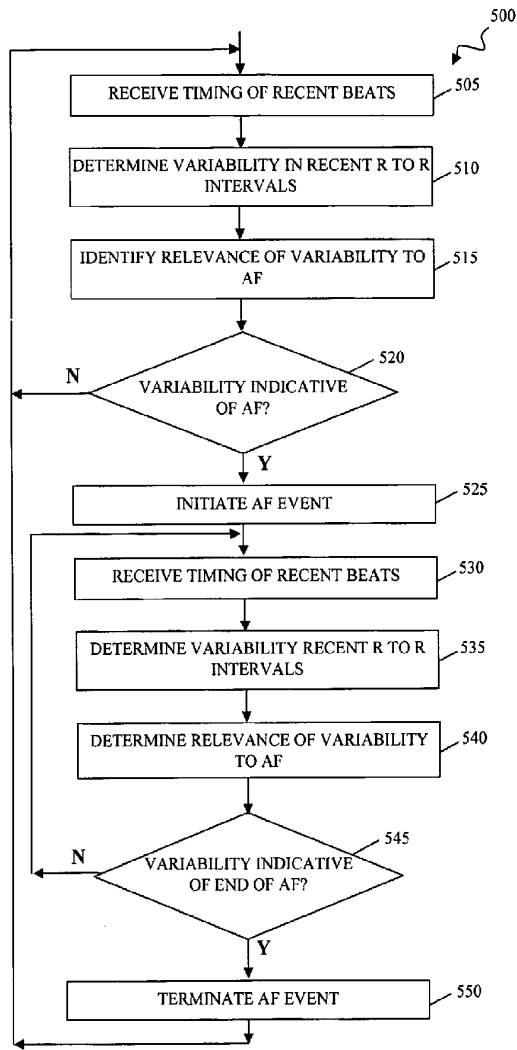 500
RECEIVE TIMING OF RECENT BEATS
505
DETERMINE VARIABILITY IN RECENT R TO R
INTERVALS
510
IDENTIFY RELEVANCE OF VARIABILITY TO
AF
515
520
N
VARIABILITY INDICATIVE
OF AF?
Y
INITIATE AF EVENT
525
RECEIVE TIMING OF RECENT BEATS
530
DETERMINE VARIABILITY RECENT R TO R
INTERVALS
535
DETERMINE RELEVANCE OF VARIABILITY
TO AF
540
545
N
VARIABILITY INDICATIVE
OF END OF AF?
Y
TERMINATE AF EVENT
550